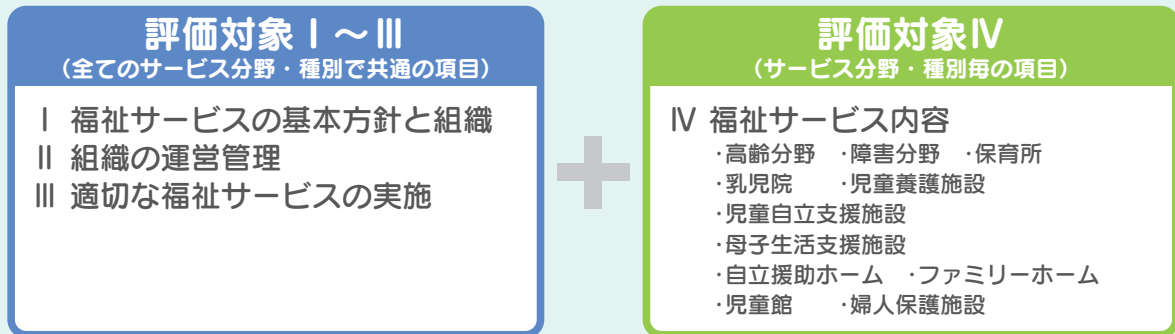 評価対象Ⅰ～Ⅲ
（全てのサービス分野・種別で共通の項目）
Ⅰ 福祉サービスの基本方針と組織
Ⅱ 組織の運営管理
Ⅲ 適切な福祉サービスの実施
＋
評価対象Ⅳ
（サービス分野・種別毎の項目）
Ⅳ 福祉サービス内容
・高齢分野 ・障害分野 ・保育所
・乳児院 ・児童養護施設
・児童自立支援施設
・母子生活支援施設
・自立援助ホーム ・ファミリーホーム
・児童館 ・婦人保護施設